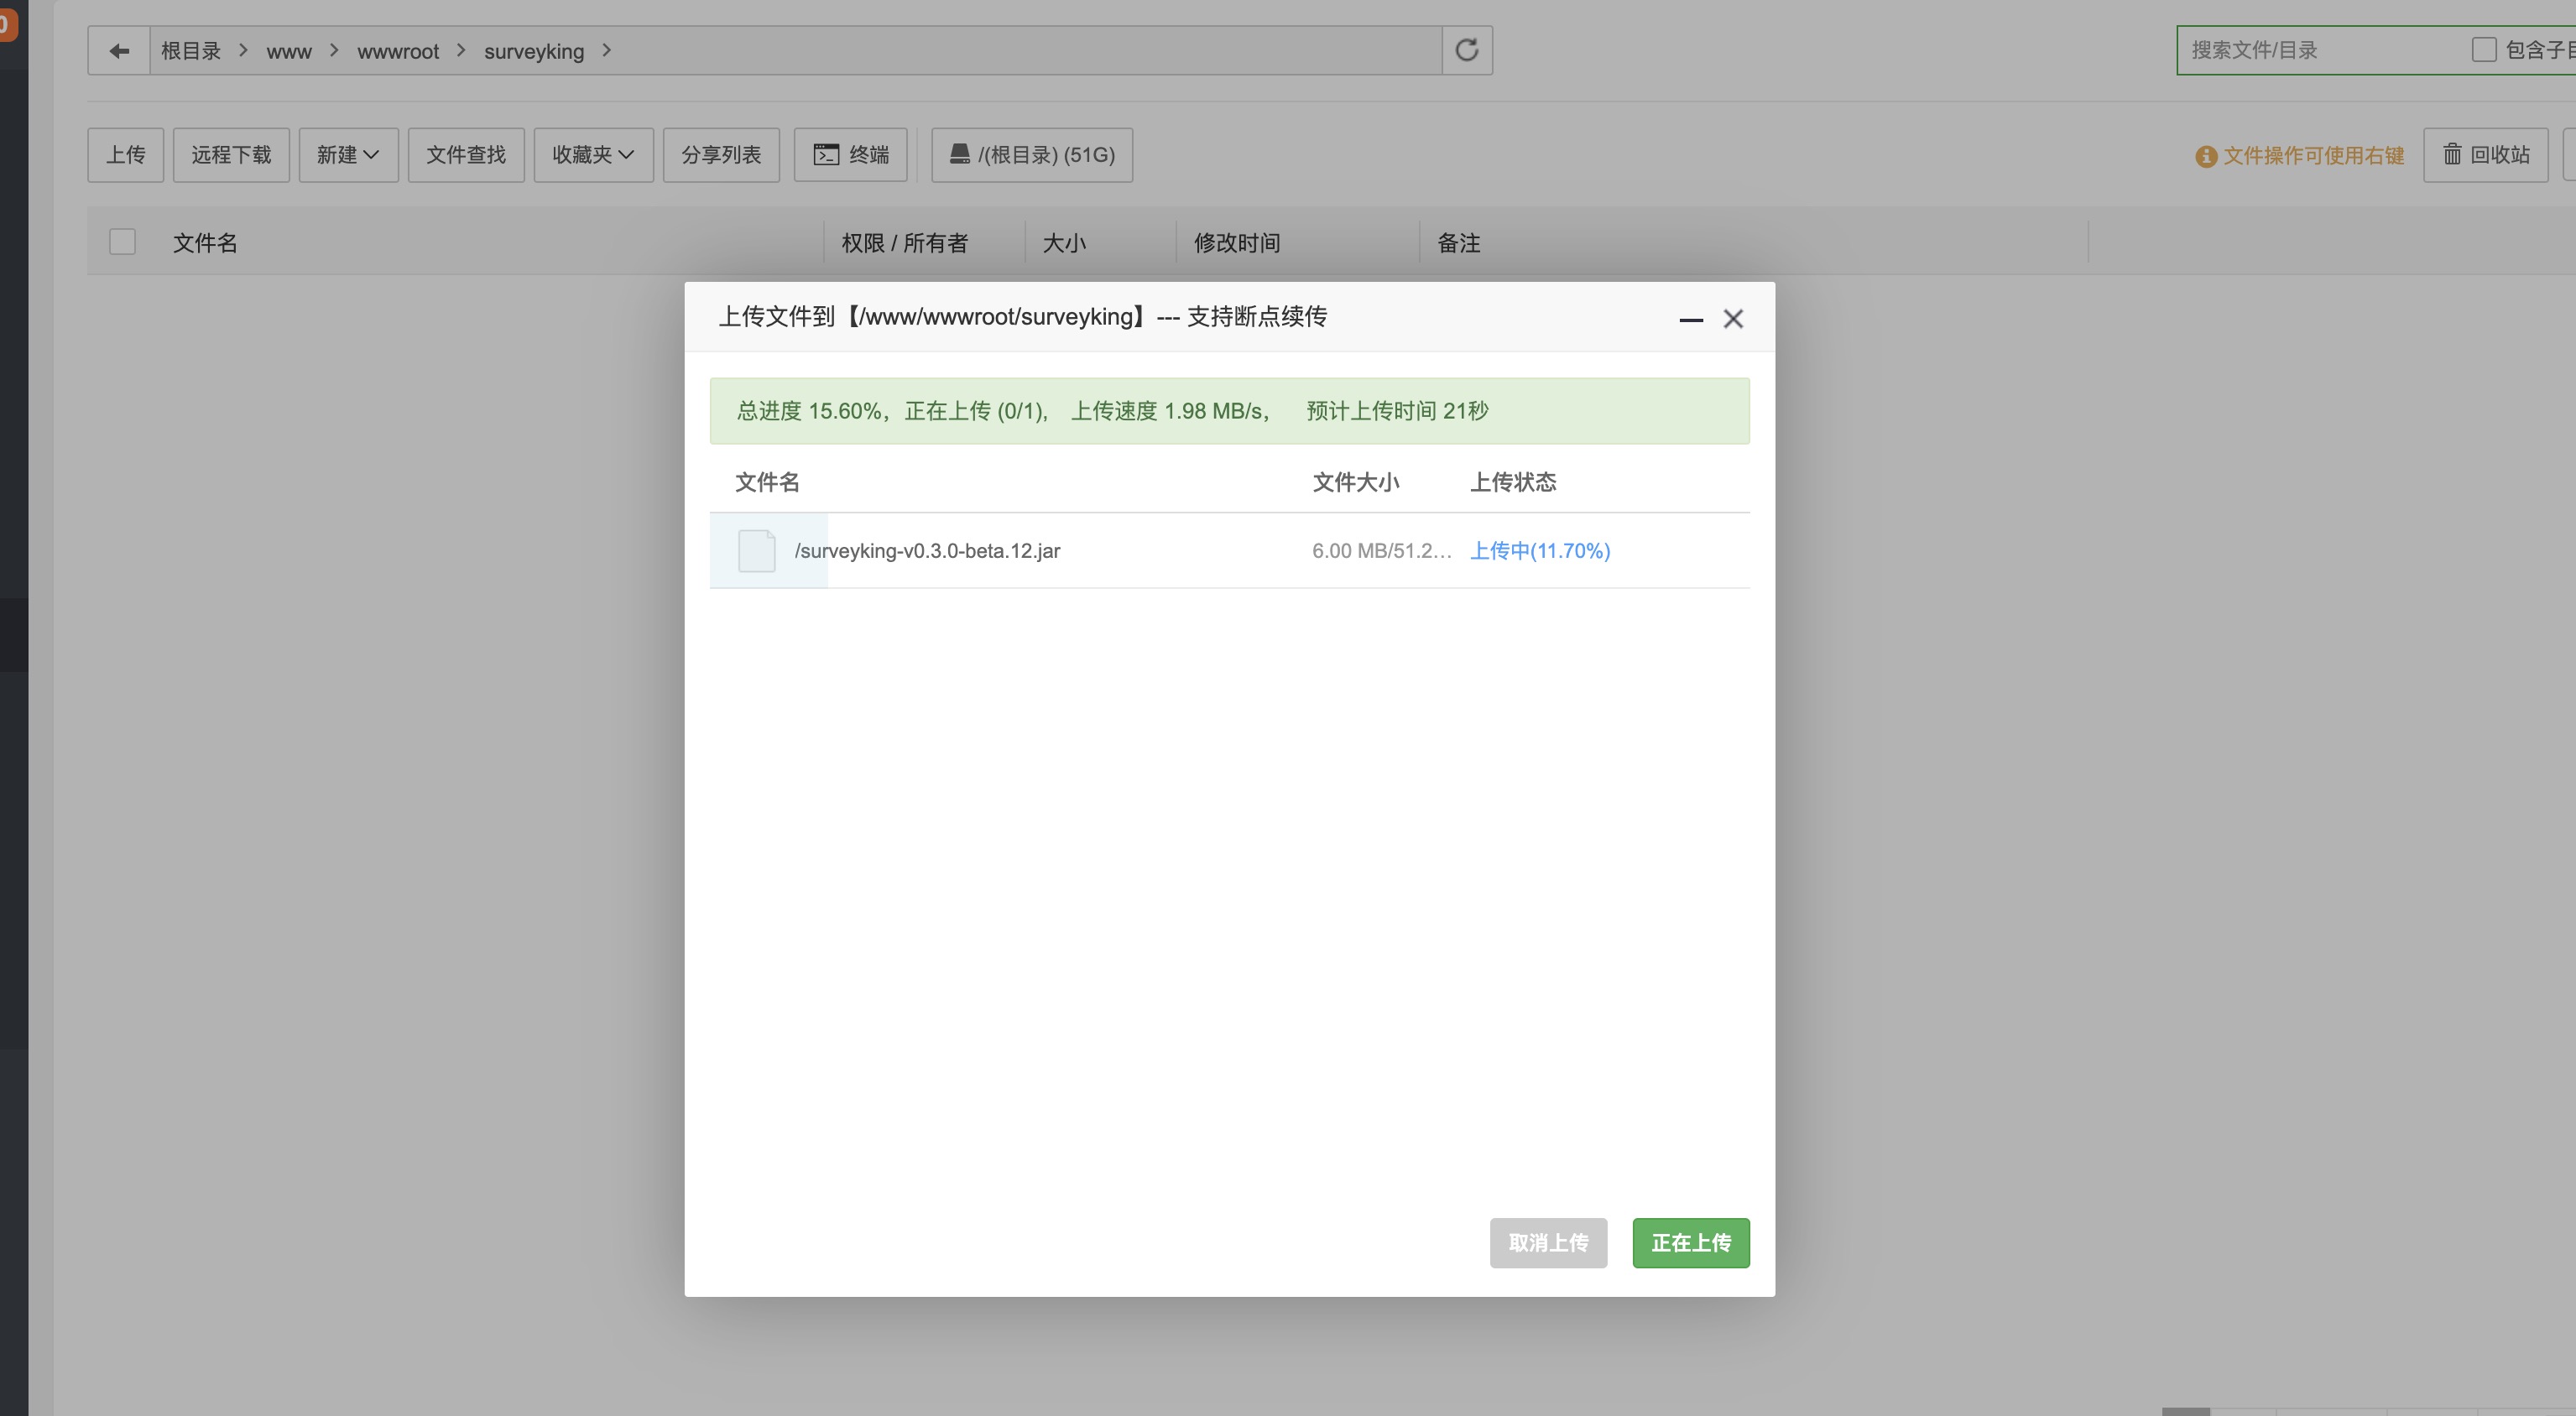 0
根目录 > www > wwwroot > surveyking >
搜索文件/目录
包含子目
上传
远程下载
新建
文件查找
收藏夹
分享列表
终端
/(根目录) (51G)
文件操作可使用右键
回收站
文件名
权限 / 所有者
大小
修改时间
备注
上传文件到【/www/wwwroot/surveyking】--- 支持断点续传
总进度 15.60%，正在上传 (0/1)， 上传速度 1.98 MB/s， 预计上传时间 21秒
文件名 文件大小 上传状态
/surveyking-v0.3.0-beta.12.jar 6.00 MB/51.2... 上传中(11.70%)
取消上传
正在上传